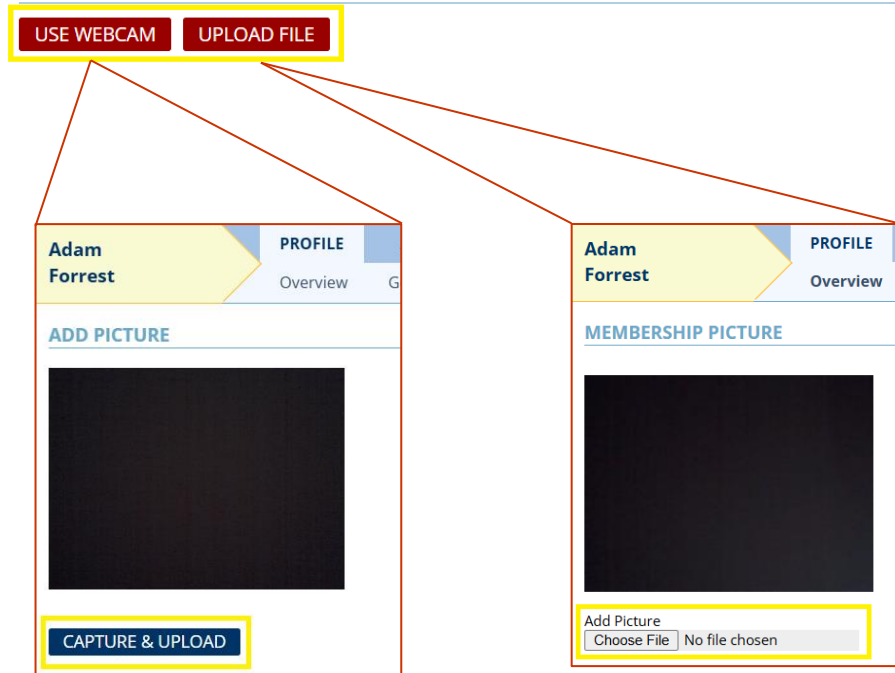 USE WEBCAM UPLOAD FILE
Adam
Forrest
PROFILE
Overview G
ADD PICTURE
CAPTURE & UPLOAD
Adam
Forrest
PROFILE
Overview
MEMBERSHIP PICTURE
Add Picture
Choose File No file chosen